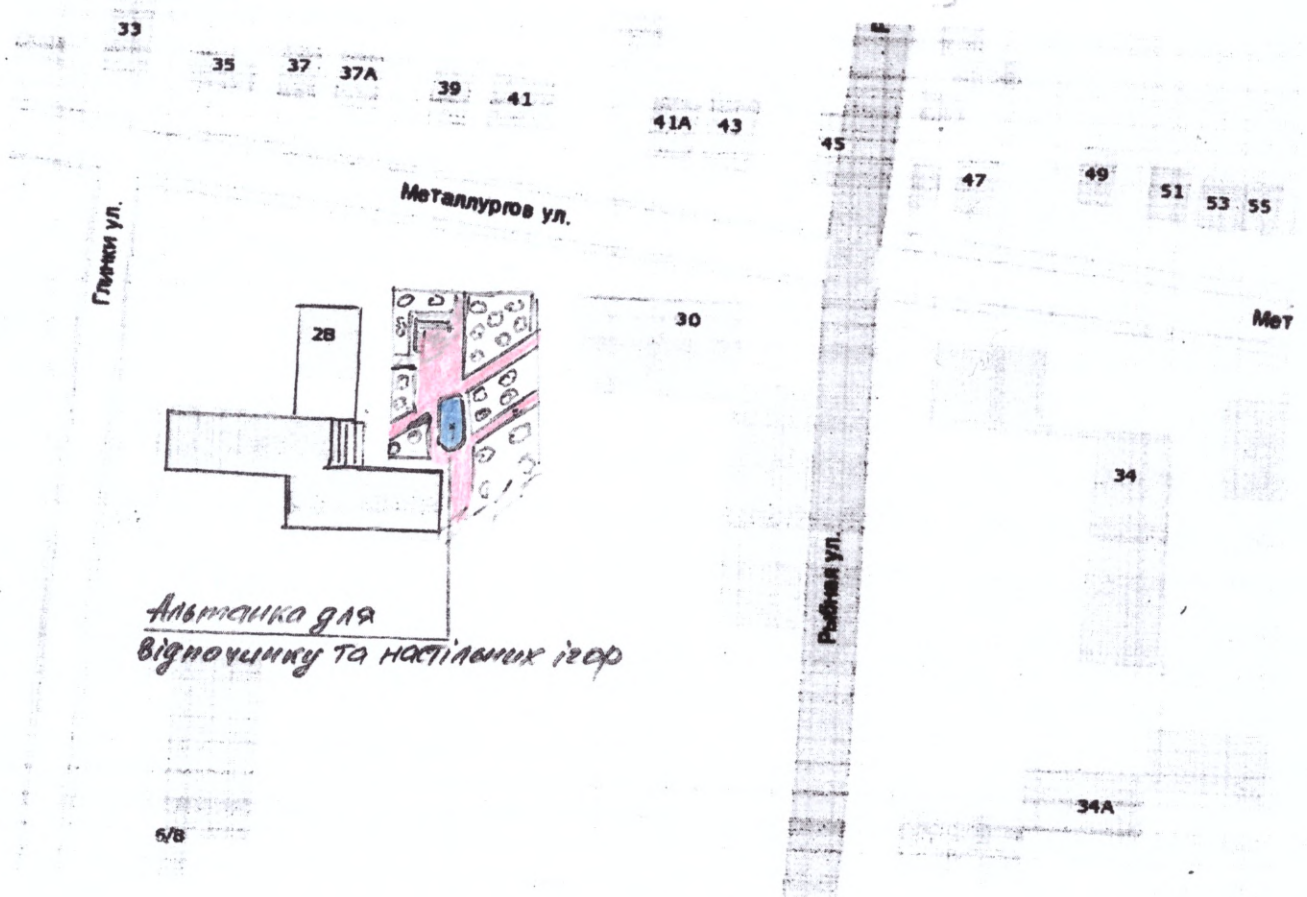 33
35
37
37А
39
41
41А
43
45
47
49
51
53
55
Металлургов ул.
Глинки ул.
28
30
Мет
34
Рыбная ул.
Альтанка для
відпочинку та настільних ігор
6/8
34А